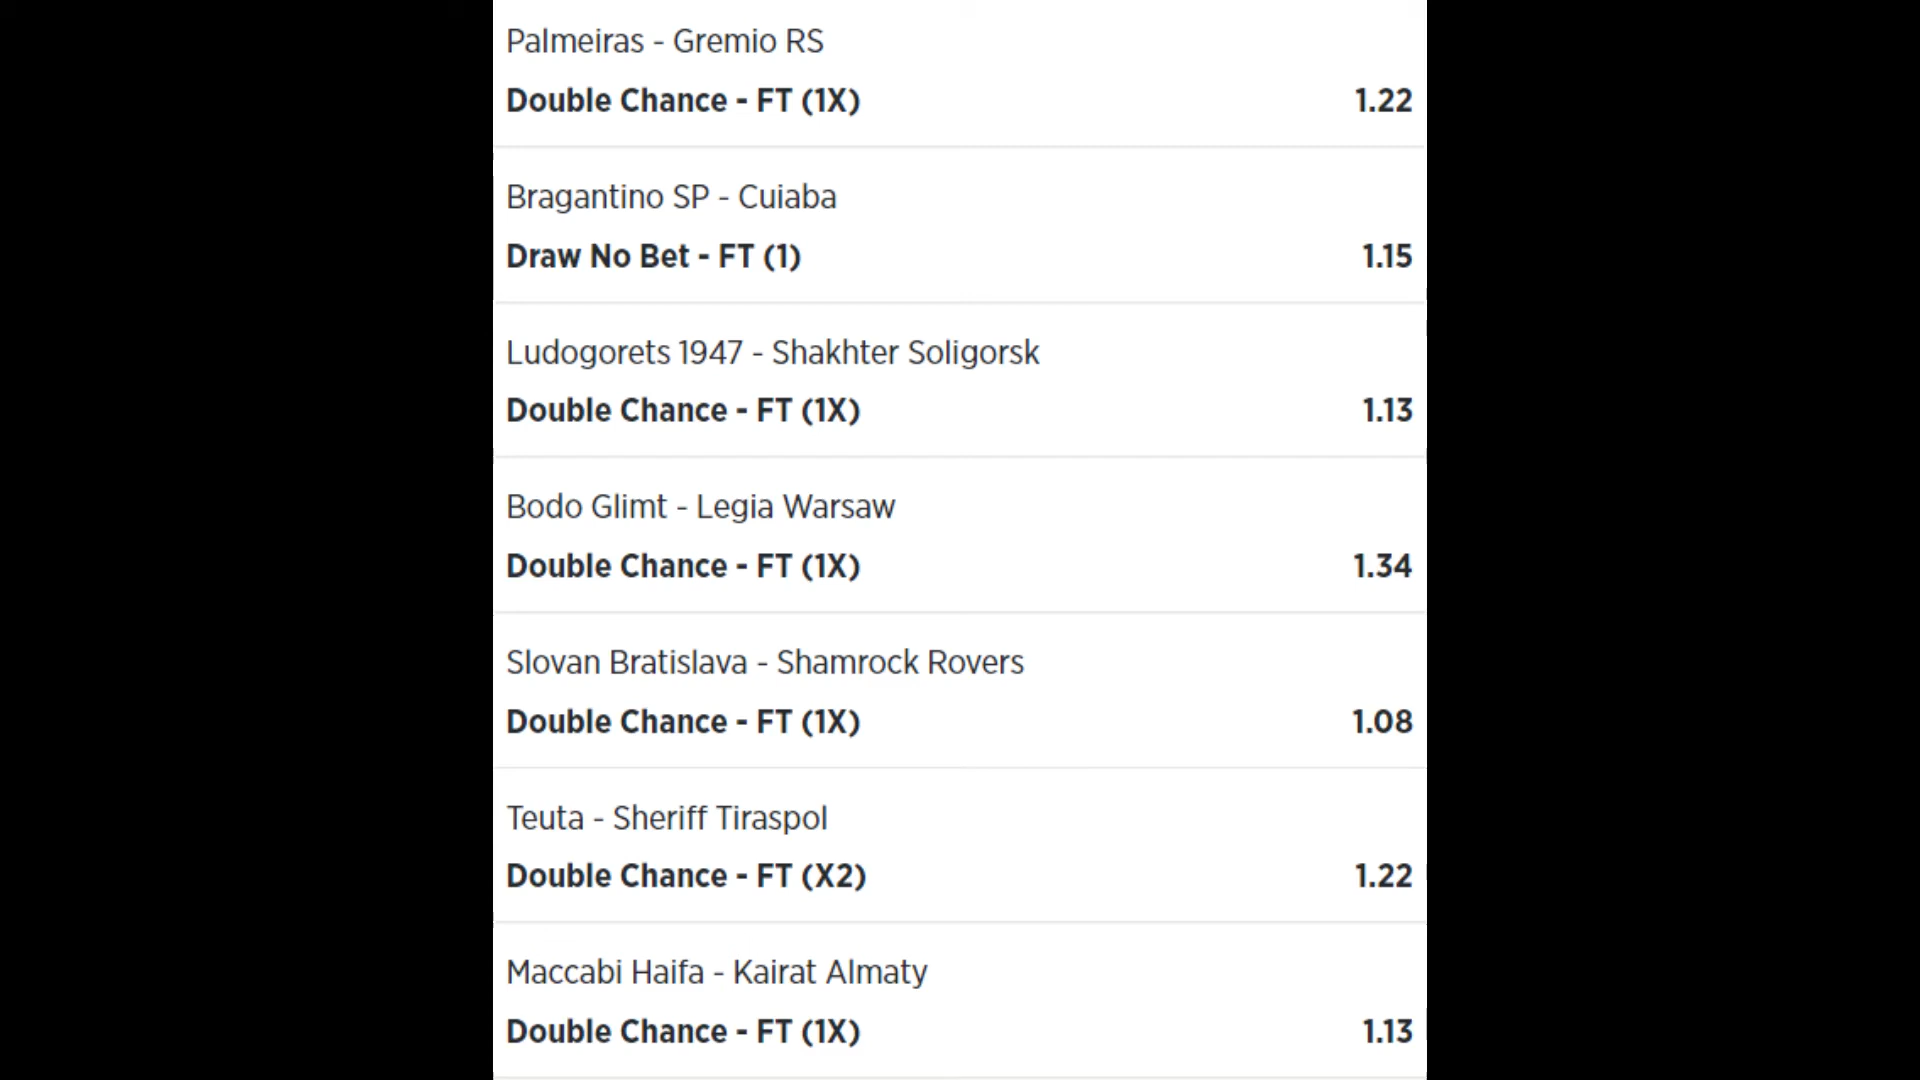 Palmeiras - Gremio RS
Double Chance - FT (1X) 1.22
Bragantino SP - Cuiaba
Draw No Bet - FT (1) 1.15
Ludogorets 1947 - Shakhter Soligorsk
Double Chance - FT (1X) 1.13
Bodo Glimt - Legia Warsaw
Double Chance - FT (1X) 1.34
Slovan Bratislava - Shamrock Rovers
Double Chance - FT (1X) 1.08
Teuta - Sheriff Tiraspol
Double Chance - FT (X2) 1.22
Maccabi Haifa - Kairat Almaty
Double Chance - FT (1X) 1.13